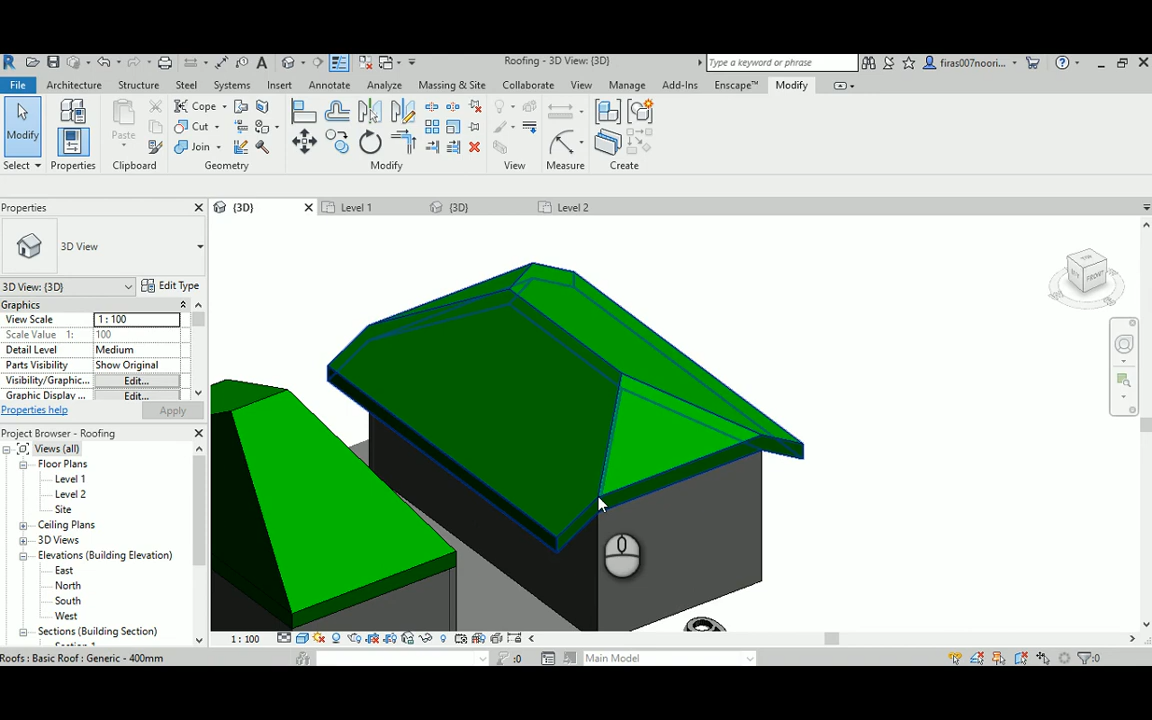 Roofing - 3D View: {3D}
Type a keyword or phrase
firas007noori...
File Architecture Structure Steel Systems Insert Annotate Analyze Massing & Site Collaborate View Manage Add-Ins Enscape™ Modify
Modify
Paste
Cope
Cut
Join
Select Properties Clipboard Geometry Modify View Measure Create
Properties
{3D} Level 1 {3D} Level 2
3D View
3D View: {3D} Edit Type
Graphics
View Scale 1 : 100
Scale Value 1: 100
Detail Level Medium
Parts Visibility Show Original
Visibility/Graphic... Edit...
Graphic Display ... Edit...
Properties help Apply
Project Browser - Roofing
Views (all)
Floor Plans
Level 1
Level 2
Site
Ceiling Plans
3D Views
Elevations (Building Elevation)
East
North
South
West
Sections (Building Section)
TOP
FRONT
1 : 100
Roofs : Basic Roof : Generic - 400mm
:0
Main Model
:0